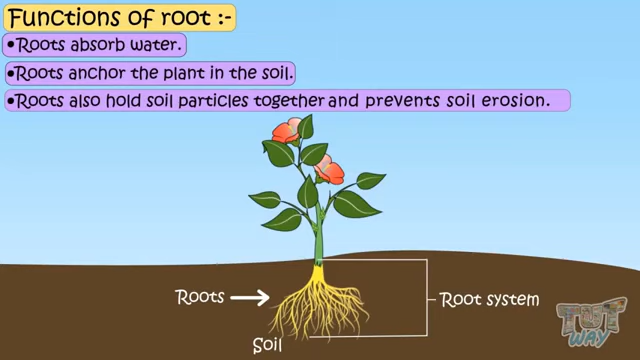 Functions of root :-
•Roots absorb water.
•Roots anchor the plant in the soil.
•Roots also hold soil particles together and prevents soil erosion.
Roots
Root system
Soil
TUT
WAY